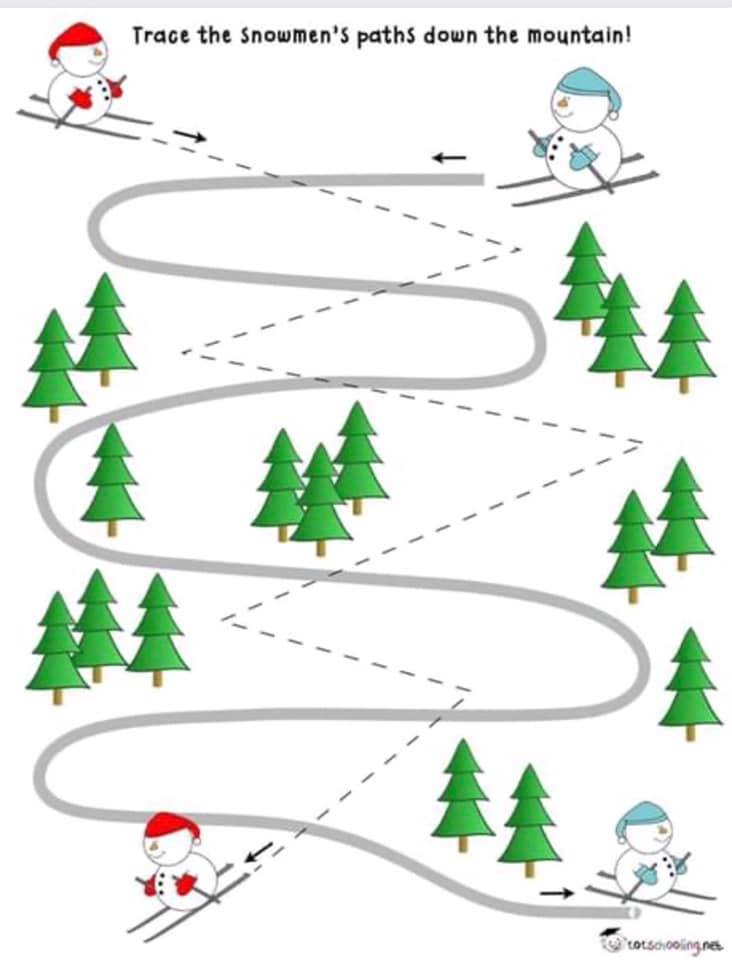 Trace the Snowmen's paths down the mountain!
totschooling.net